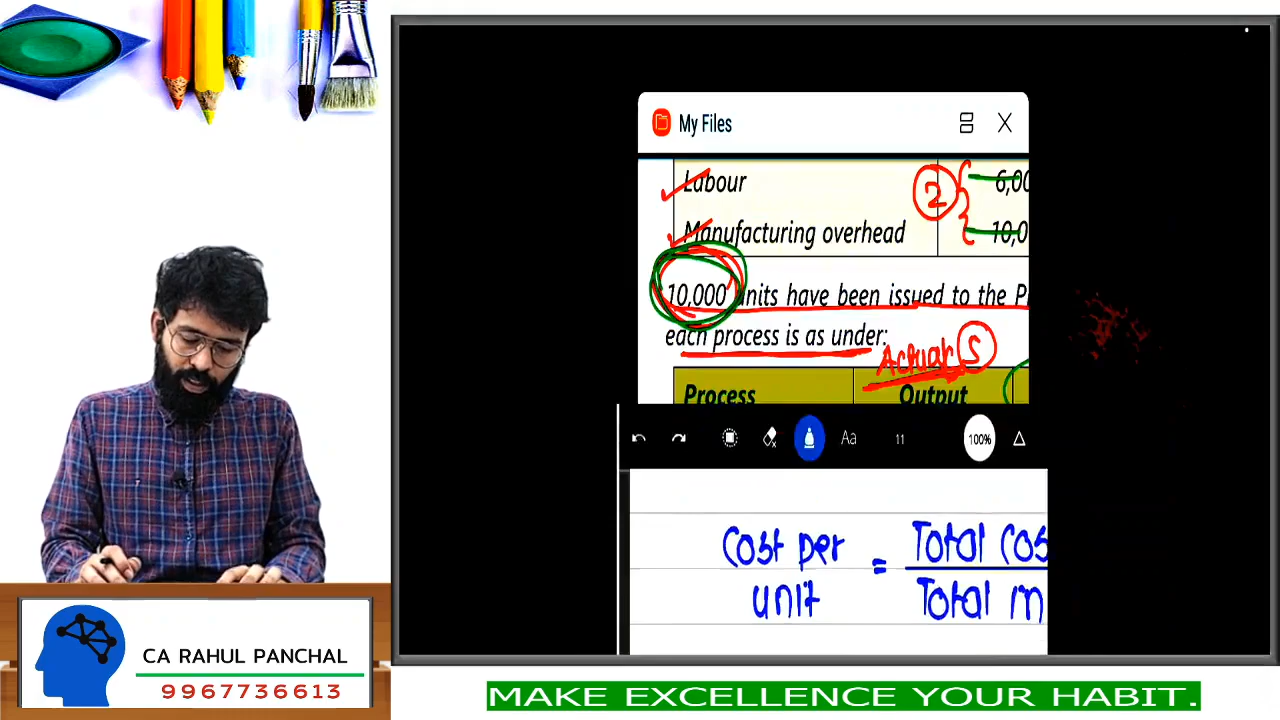 My Files
Labour
2
6,00
Manufacturing overhead
10,0
10,000 units have been issued to the P
each process is as under:
Actual 5
Process
Output
Aa
11
100%
Cost per
unit
=
Total Cos
Total m
CA RAHUL PANCHAL
9967736613
MAKE EXCELLENCE YOUR HABIT.